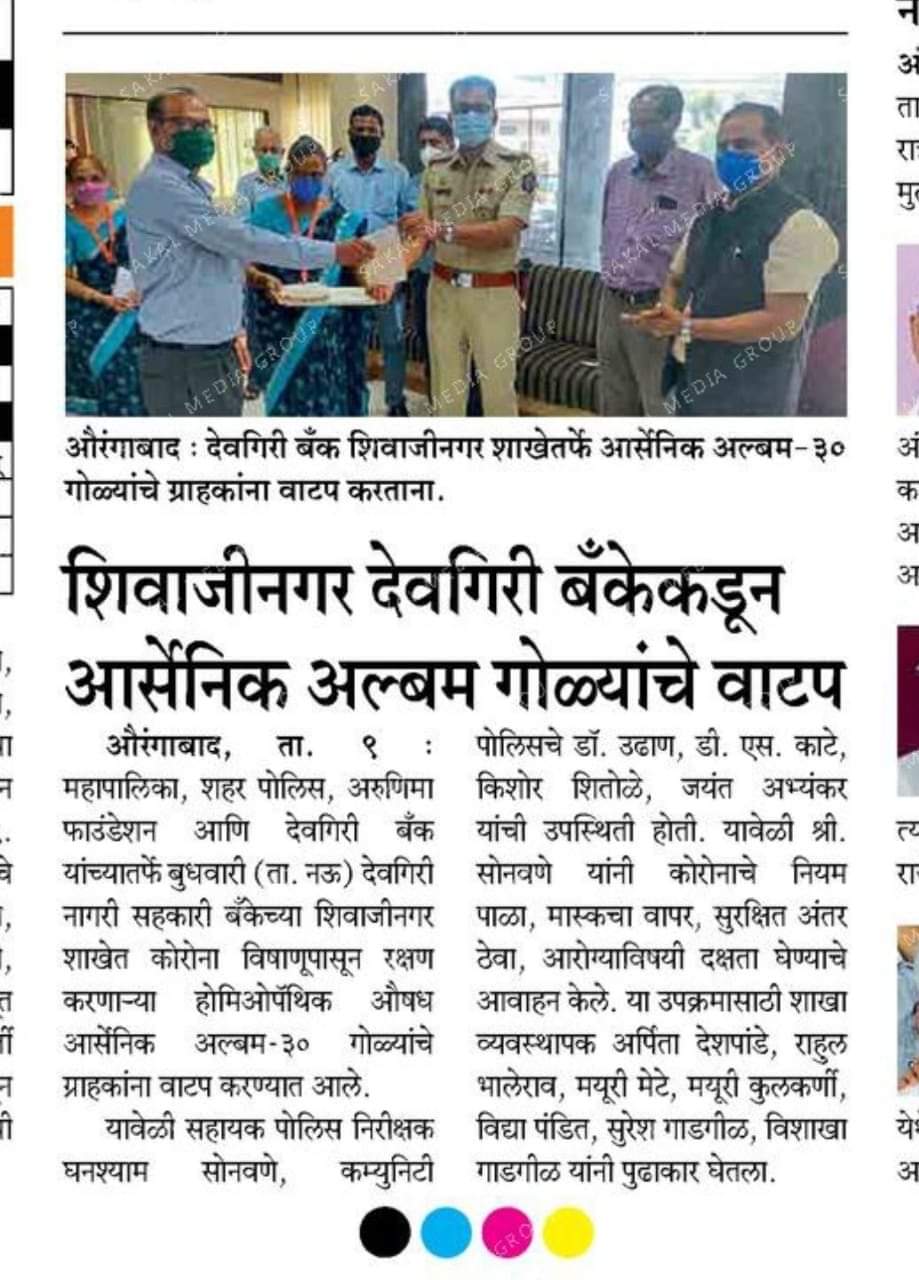 औरंगाबाद : देवगिरी बँक शिवाजीनगर शाखेतर्फे आर्सेनिक अल्बम-३०
गोळ्यांचे ग्राहकांना वाटप करताना.
शिवाजीनगर देवगिरी बँकेकडून
आर्सेनिक अल्बम गोळ्यांचे वाटप
औरंगाबाद, ता. ९ :
महापालिका, शहर पोलिस, अरुणिमा
फाउंडेशन आणि देवगिरी बँक
यांच्यातर्फे बुधवारी (ता. नऊ) देवगिरी
नागरी सहकारी बँकेच्या शिवाजीनगर
शाखेत कोरोना विषाणूपासून रक्षण
करणाऱ्या होमिओपॅथिक औषध
आर्सेनिक अल्बम-३० गोळ्यांचे
ग्राहकांना वाटप करण्यात आले.
यावेळी सहायक पोलिस निरीक्षक
घनश्याम सोनवणे, कम्युनिटी
पोलिसचे डॉ. उढाण, डी. एस. काटे,
किशोर शितोळे, जयंत अभ्यंकर
यांची उपस्थिती होती. यावेळी श्री.
सोनवणे यांनी कोरोनाचे नियम
पाळा, मास्कचा वापर, सुरक्षित अंतर
ठेवा, आरोग्याविषयी दक्षता घेण्याचे
आवाहन केले. या उपक्रमासाठी शाखा
व्यवस्थापक अर्पिता देशपांडे, राहुल
भालेराव, मयूरी मेटे, मयूरी कुलकर्णी,
विद्या पंडित, सुरेश गाडगीळ, विशाखा
गाडगीळ यांनी पुढाकार घेतला.
SAKAL MEDIA GROUP